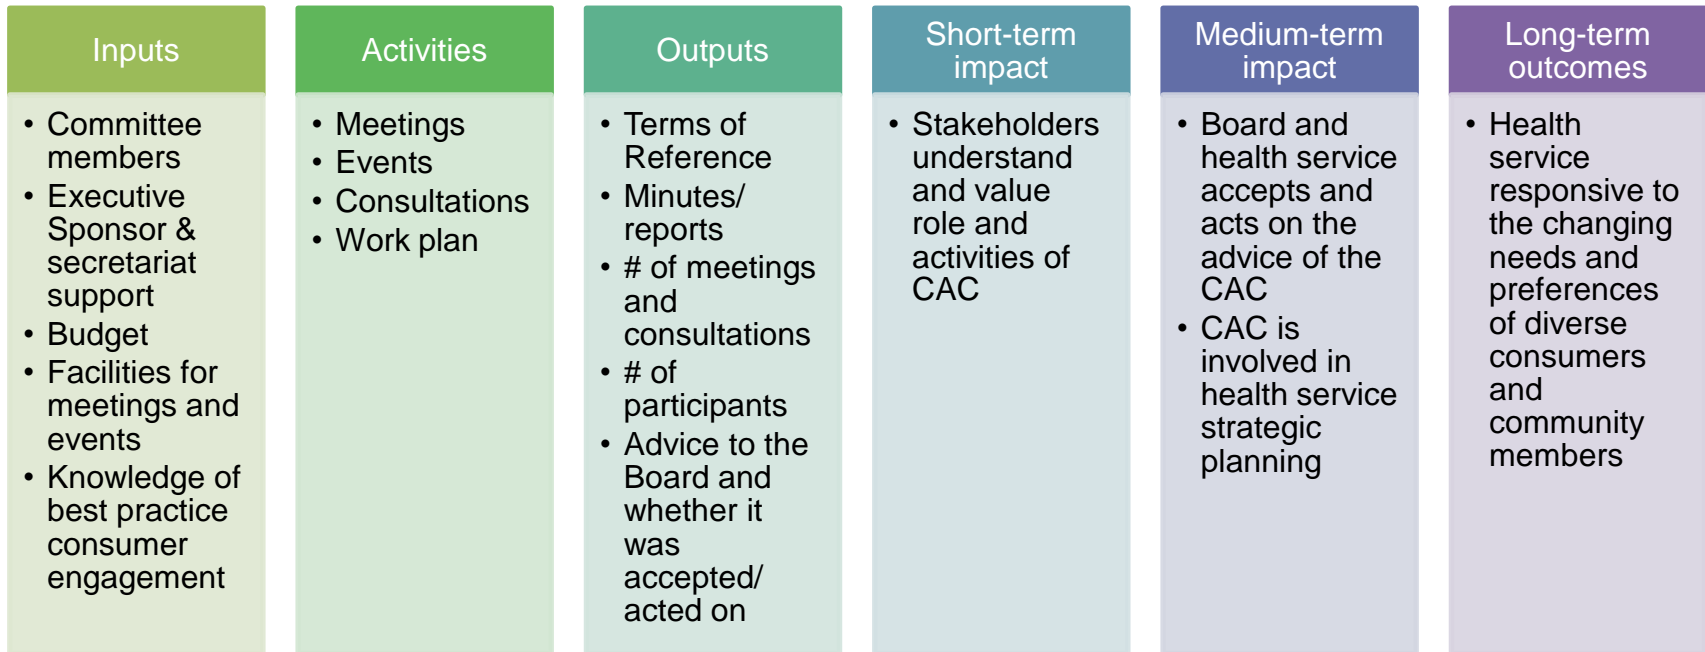 Inputs
• Committee
members
• Executive
Sponsor &
secretariat
support
• Budget
• Facilities for
meetings and
events
• Knowledge of
best practice
consumer
engagement
Activities
• Meetings
• Events
• Consultations
• Work plan
Outputs
• Terms of
Reference
• Minutes/
reports
• # of meetings
and
consultations
• # of
participants
• Advice to the
Board and
whether it
was
accepted/
acted on
Short-term
impact
• Stakeholders
understand
and value
role and
activities of
CAC
Medium-term
impact
• Board and
health service
accepts and
acts on the
advice of the
CAC
• CAC is
involved in
health service
strategic
planning
Long-term
outcomes
• Health
service
responsive to
the changing
needs and
preferences
of diverse
consumers
and
community
members